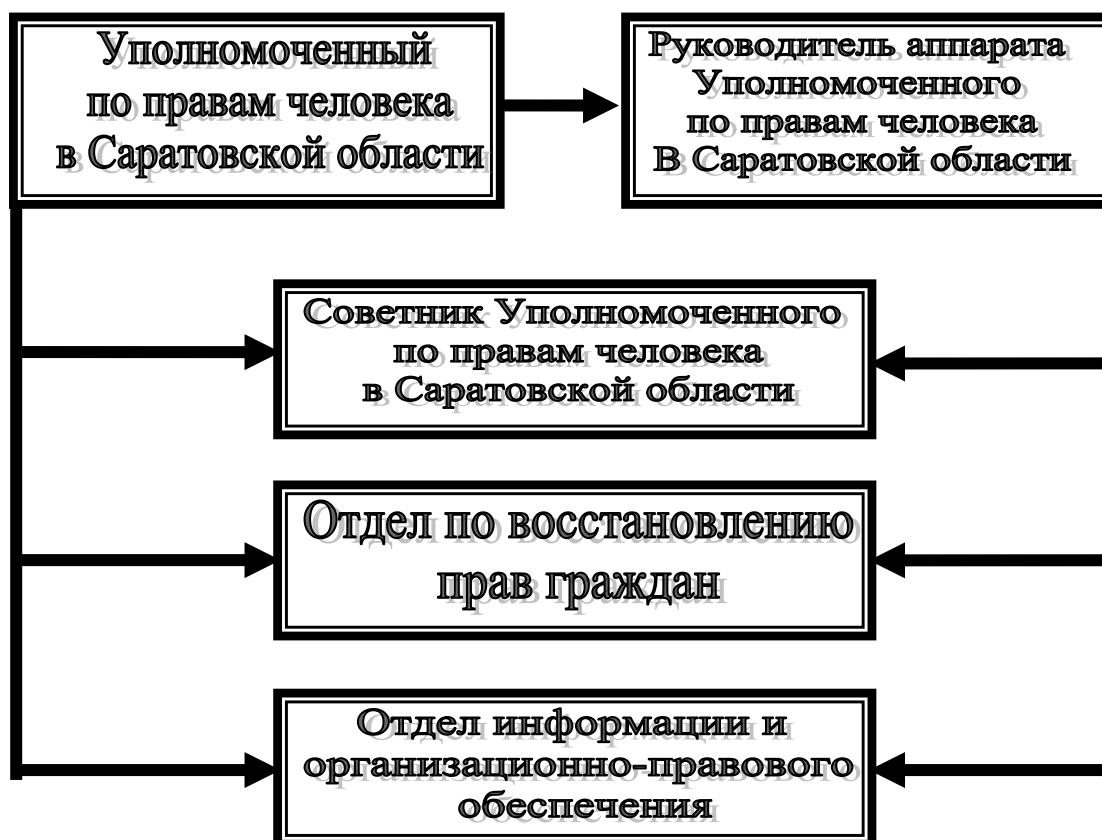 Уполномоченный
по правам человека
в Саратовской области
Руководитель аппарата
Уполномоченного
по правам человека
В Саратовской области
Советник Уполномоченного
по правам человека
в Саратовской области
Отдел по восстановлению
прав граждан
Отдел информации и
организационно-правового
обеспечения